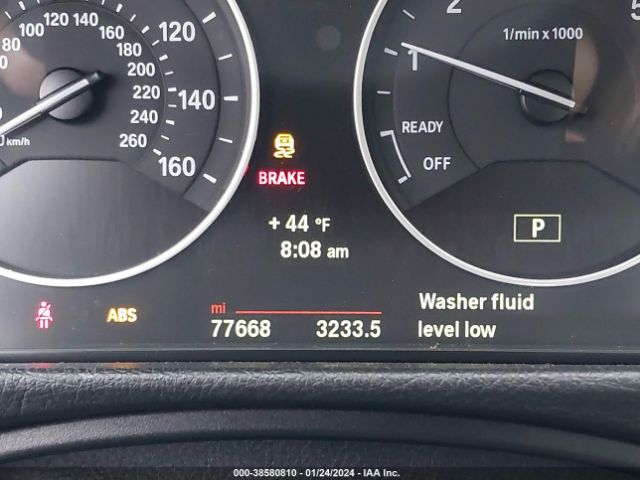 100 120 140
80
160
180
200
220
240
260
km/h
120
140
160
2
5
1/min x 1000
1
READY
OFF
BRAKE
+ 44 °F
8:08 am
P
ABS
mi
77668 3233.5
Washer fluid
level low
000-38580810 - 01/24/2024 - IAA Inc.